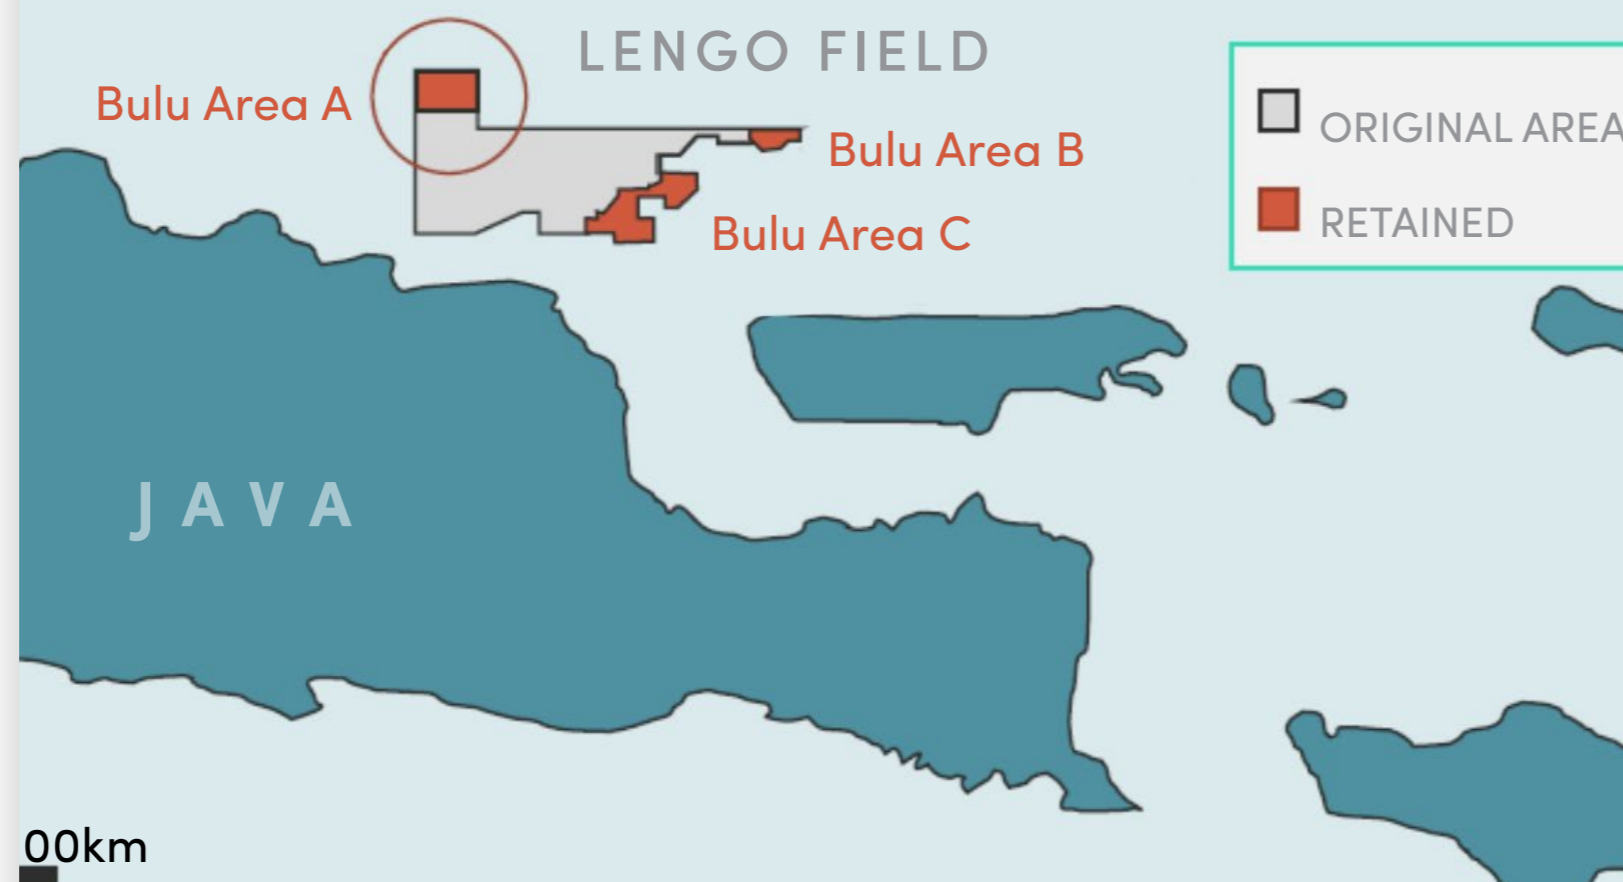 LENGO FIELD
Bulu Area A
Bulu Area B
Bulu Area C
ORIGINAL AREA
RETAINED
JAVA
00km